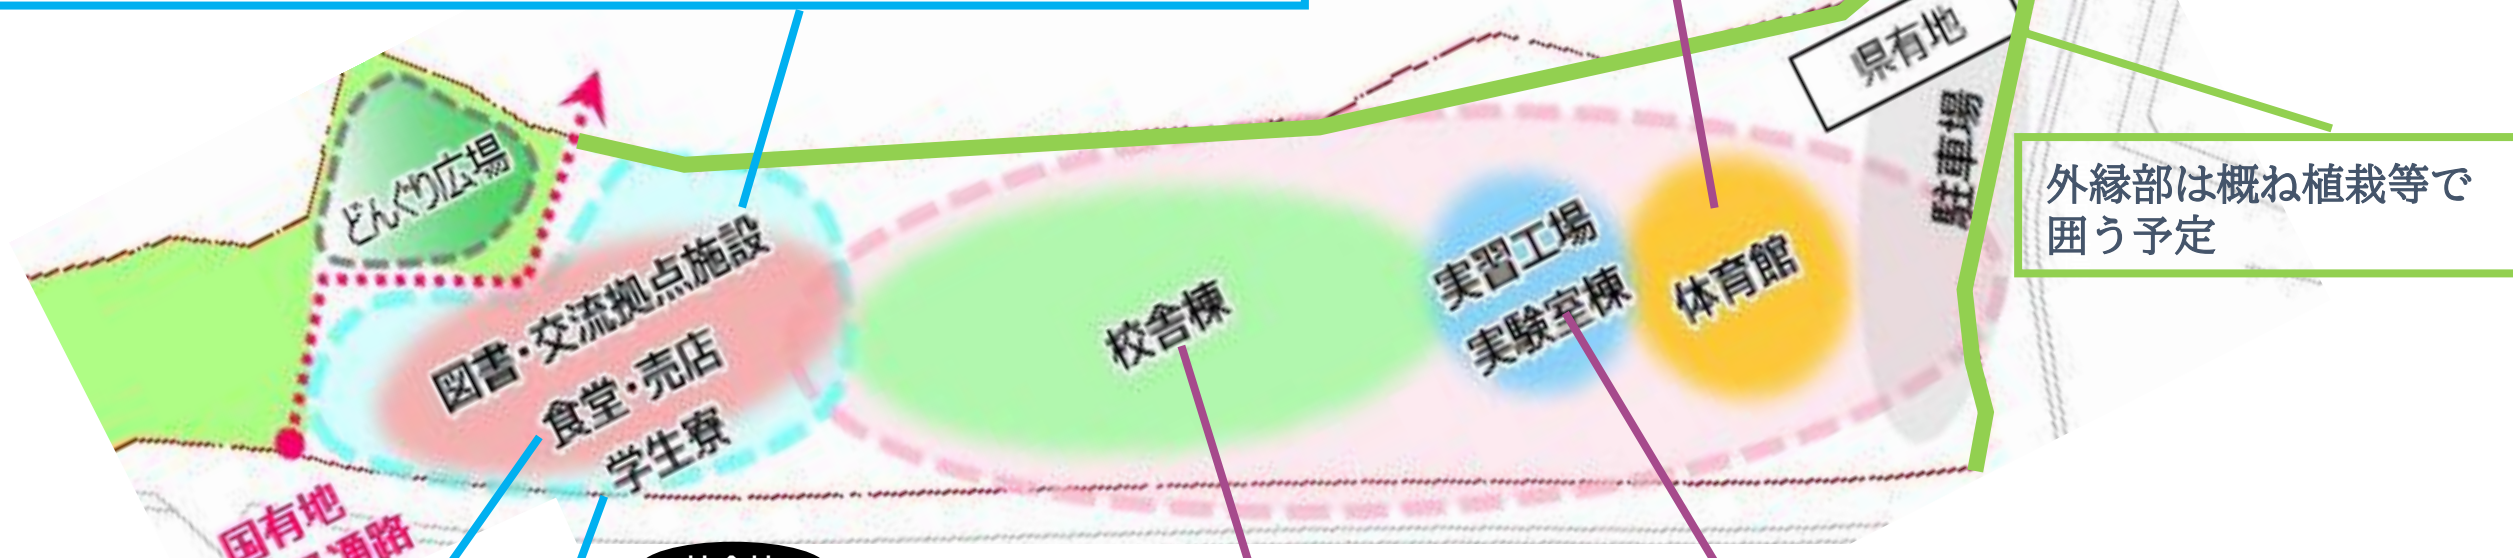 県有地
駐車場
外縁部は概ね植栽等で
囲う予定
どんぐり広場
図書・交流拠点施設
食堂・売店
学生寮
校舎棟
実習工場
実験室棟
体育館
国有地
通路